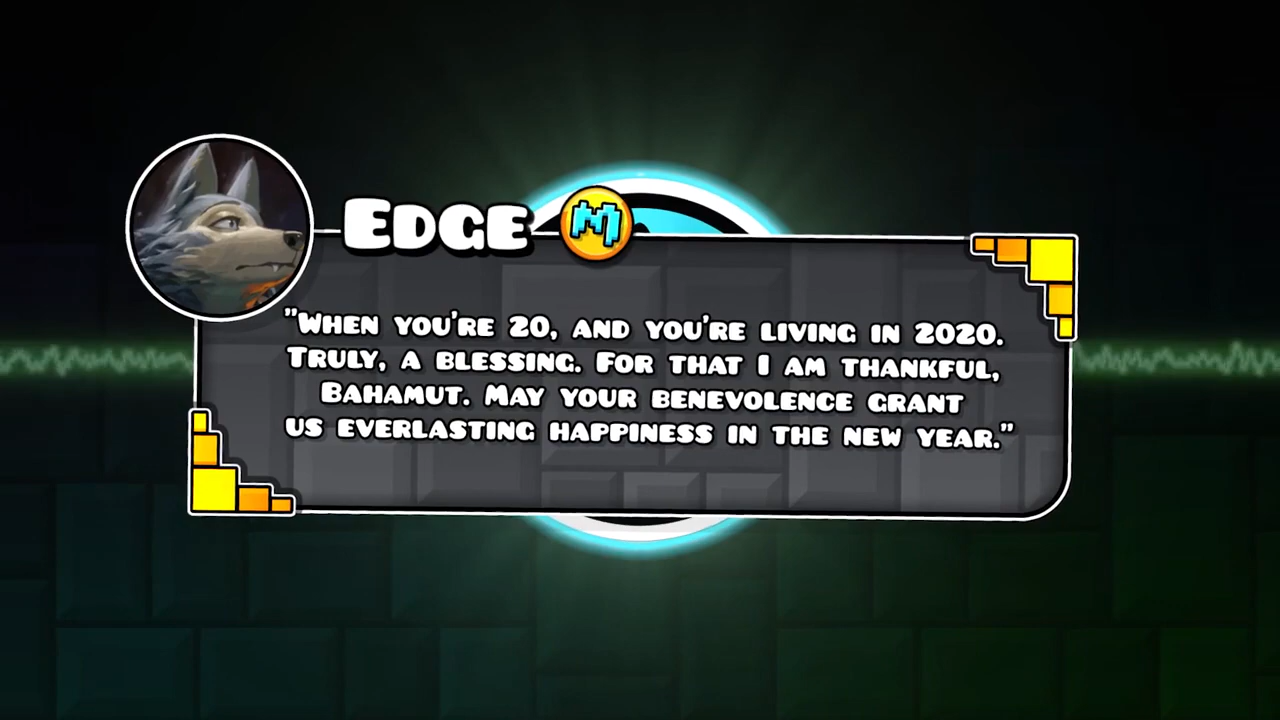 Edge
"When you're 20, and you're living in 2020.
Truly, a blessing. For that I am thankful,
Bahamut. May your benevolence grant
us everlasting happiness in the new year."